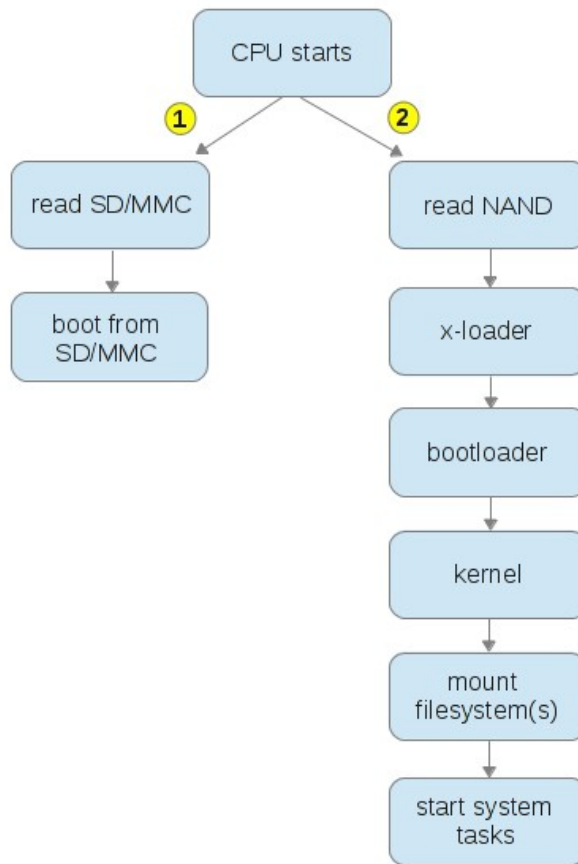 CPU starts
1
2
read SD/MMC
read NAND
boot from
SD/MMC
x-loader
bootloader
kernel
mount
filesystem(s)
start system
tasks